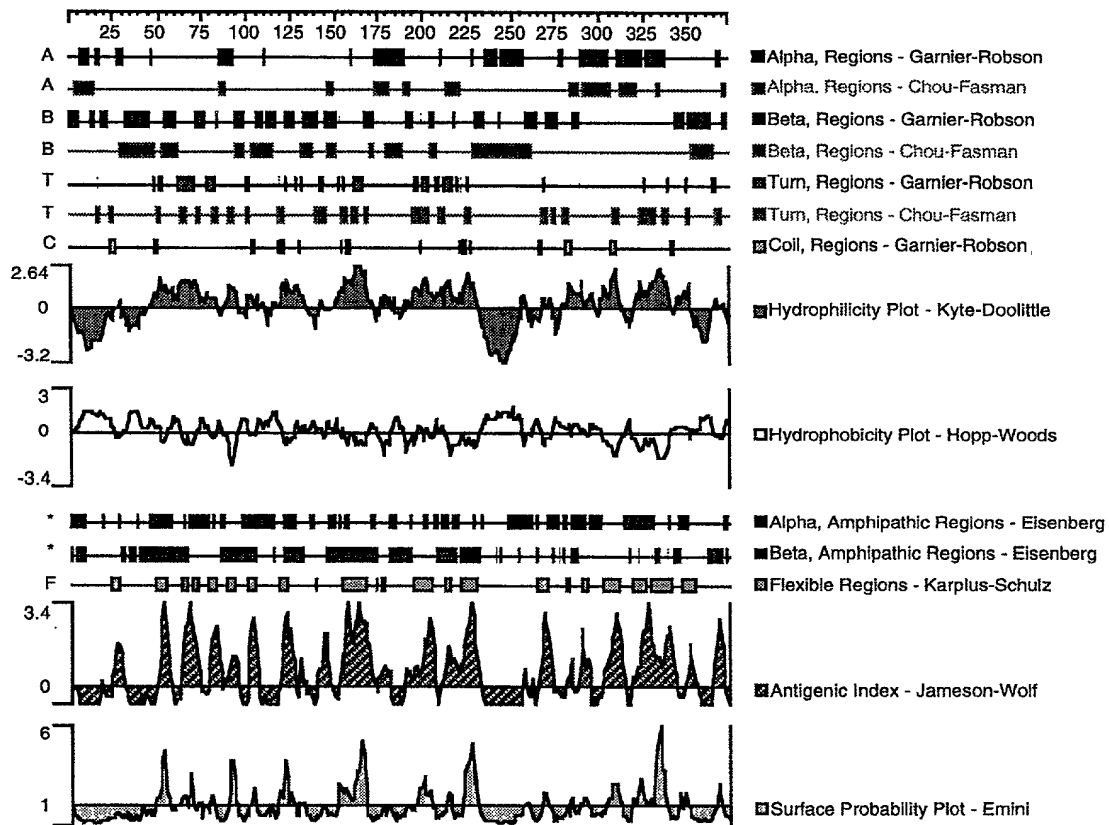 25 50 75 100 125 150 175 200 225 250 275 300 325 350
A Alpha, Regions - Garnier-Robson
A Alpha, Regions - Chou-Fasman
B Beta, Regions - Garnier-Robson
B Beta, Regions - Chou-Fasman
T Turn, Regions - Garnier-Robson
T Turn, Regions - Chou-Fasman
C Coil, Regions - Garnier-Robson
2.64
0 Hydrophilicity Plot - Kyte-Doolittle
-3.2
3
0 Hydrophobicity Plot - Hopp-Woods
-3.4
* Alpha, Amphipathic Regions - Eisenberg
* Beta, Amphipathic Regions - Eisenberg
F Flexible Regions - Karplus-Schulz
3.4
0 Antigenic Index - Jameson-Wolf
6
1 Surface Probability Plot - Emini